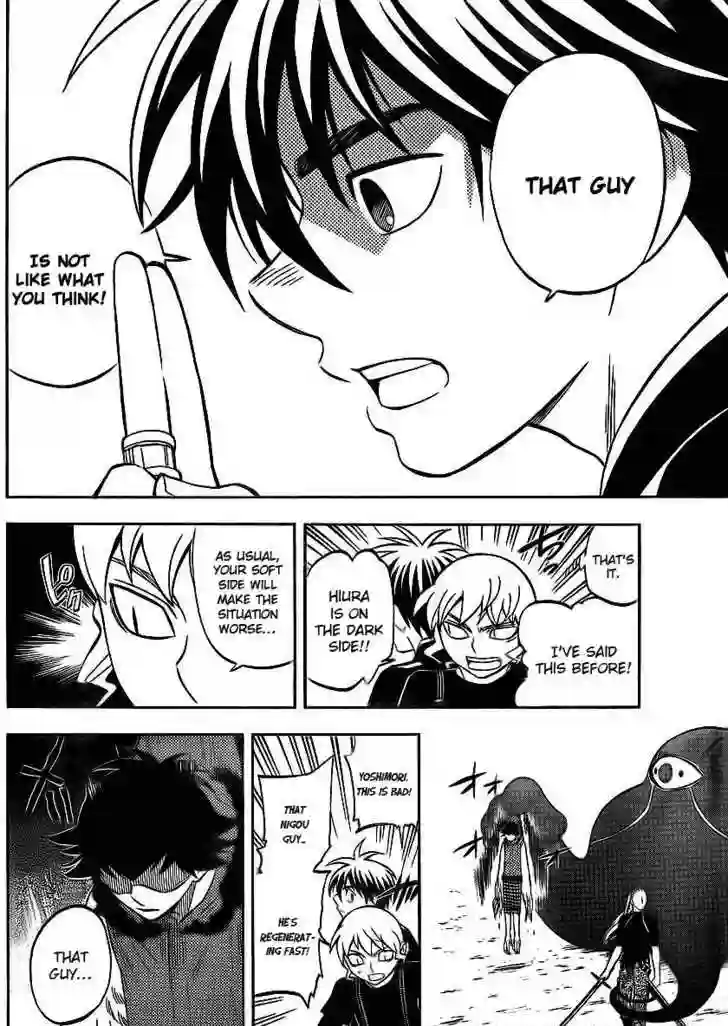 THAT GUY
IS NOT
LIKE WHAT
YOU THINK!
THAT'S
IT.
I'VE SAID
THIS BEFORE!
HIURA
IS ON
THE DARK
SIDE!!
AS USUAL,
YOUR SOFT
SIDE WILL
MAKE THE
SITUATION
WORSE...
YOSHIMORI,
THIS IS BAD!
THAT
NIGOU
GUY..
HE'S
REGENERAT-
ING FAST!
THAT
GUY...